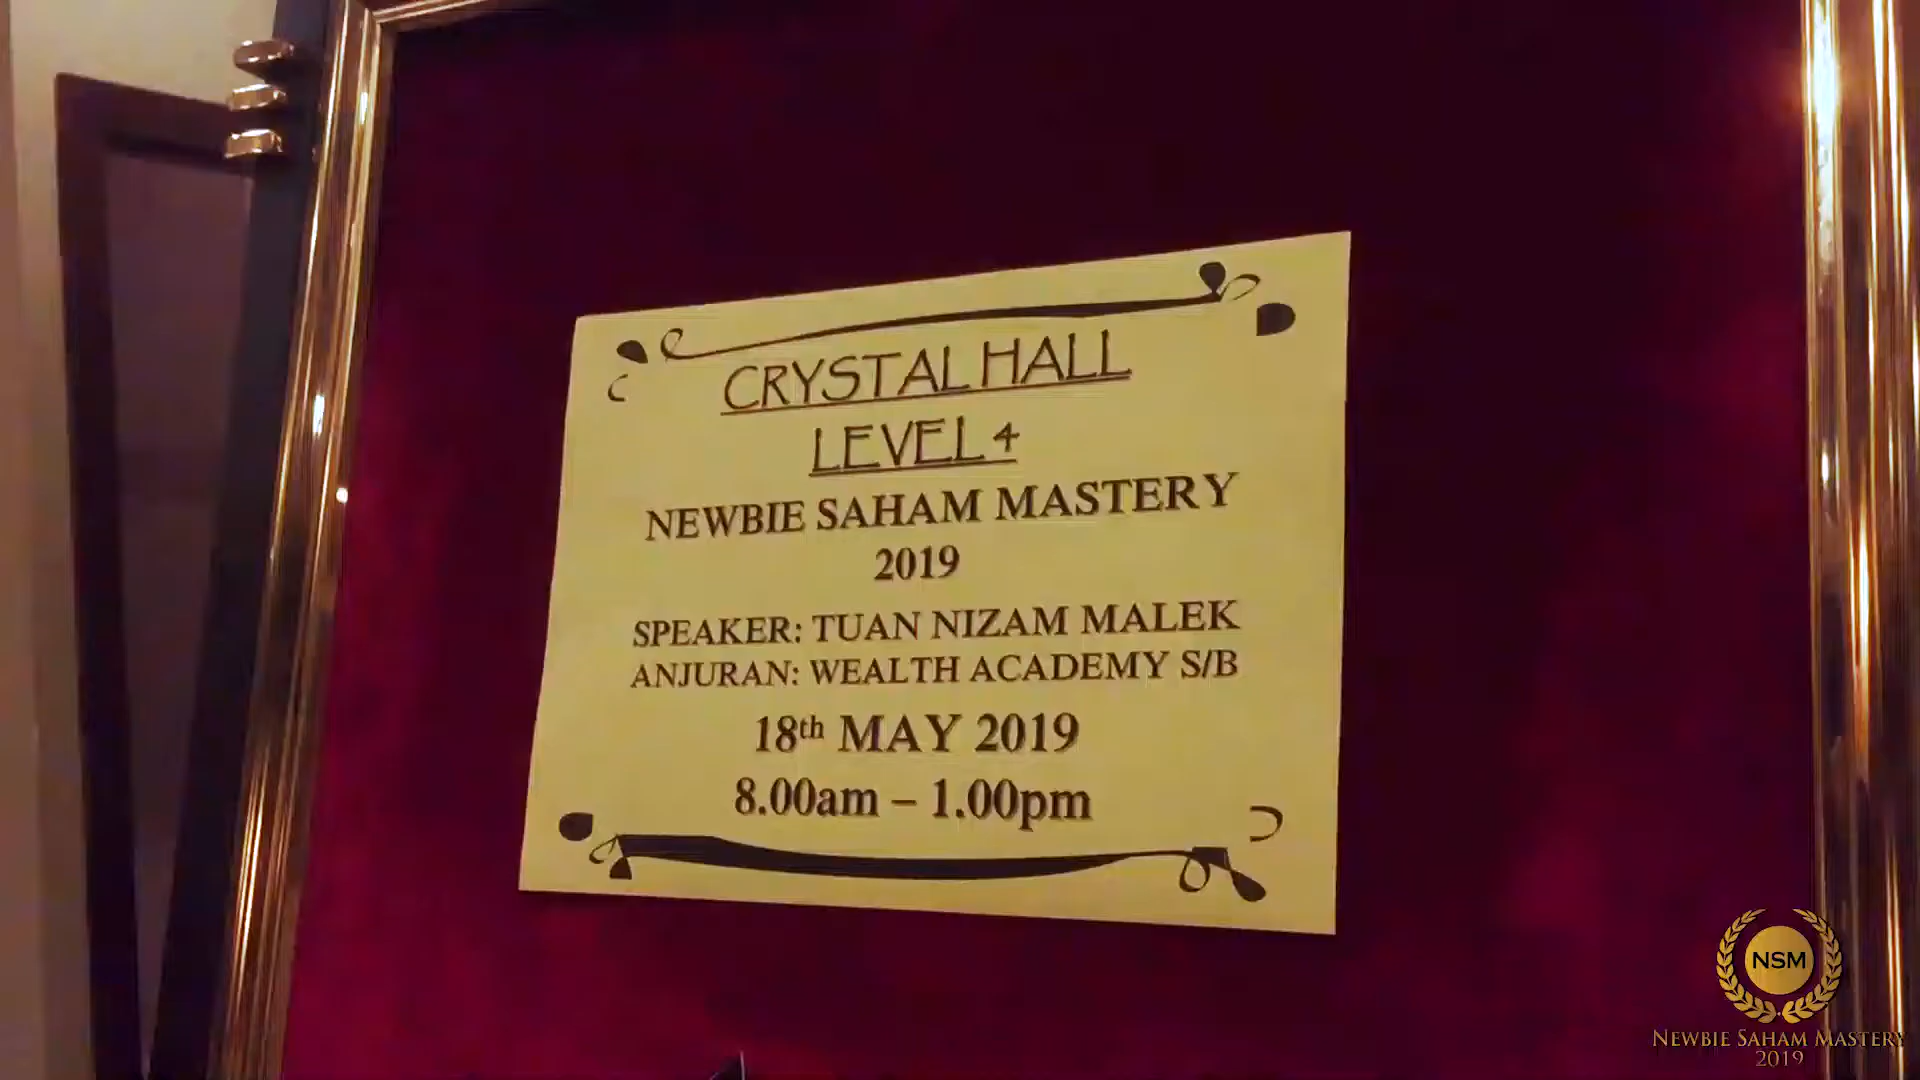 CRYSTAL HALL
LEVEL 4
NEWBIE SAHAM MASTERY
2019
SPEAKER: TUAN NIZAM MALEK
ANJURAN: WEALTH ACADEMY S/B
18th MAY 2019
8.00am – 1.00pm
NSM
NEWBIE SAHAM MASTERY
2019